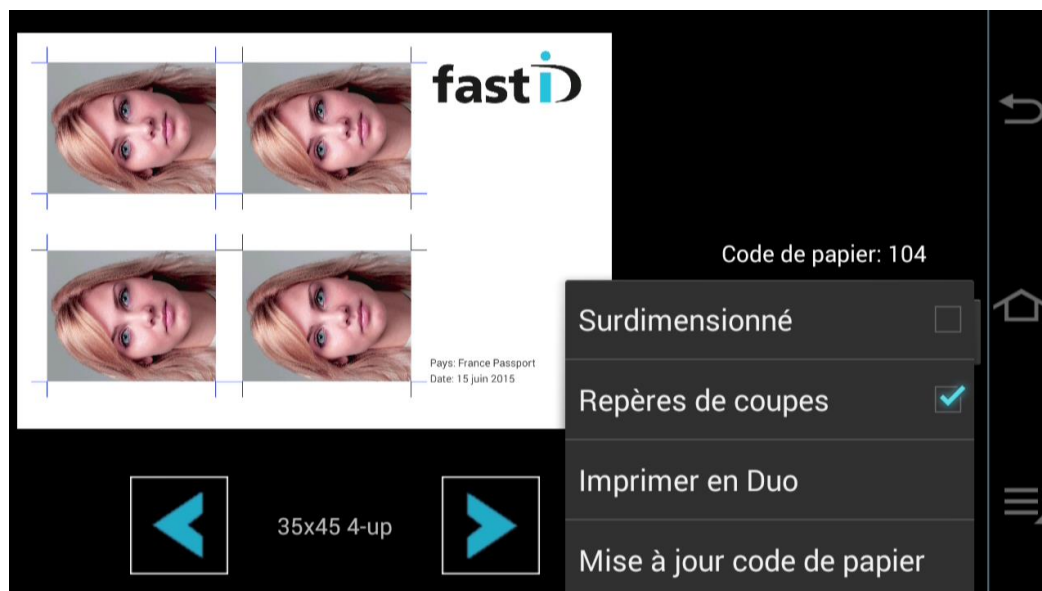 fastiD
Pays: France Passport
Date: 15 juin 2015
Code de papier: 104
Surdimensionné
Repères de coupes
Imprimer en Duo
Mise à jour code de papier
35x45 4-up